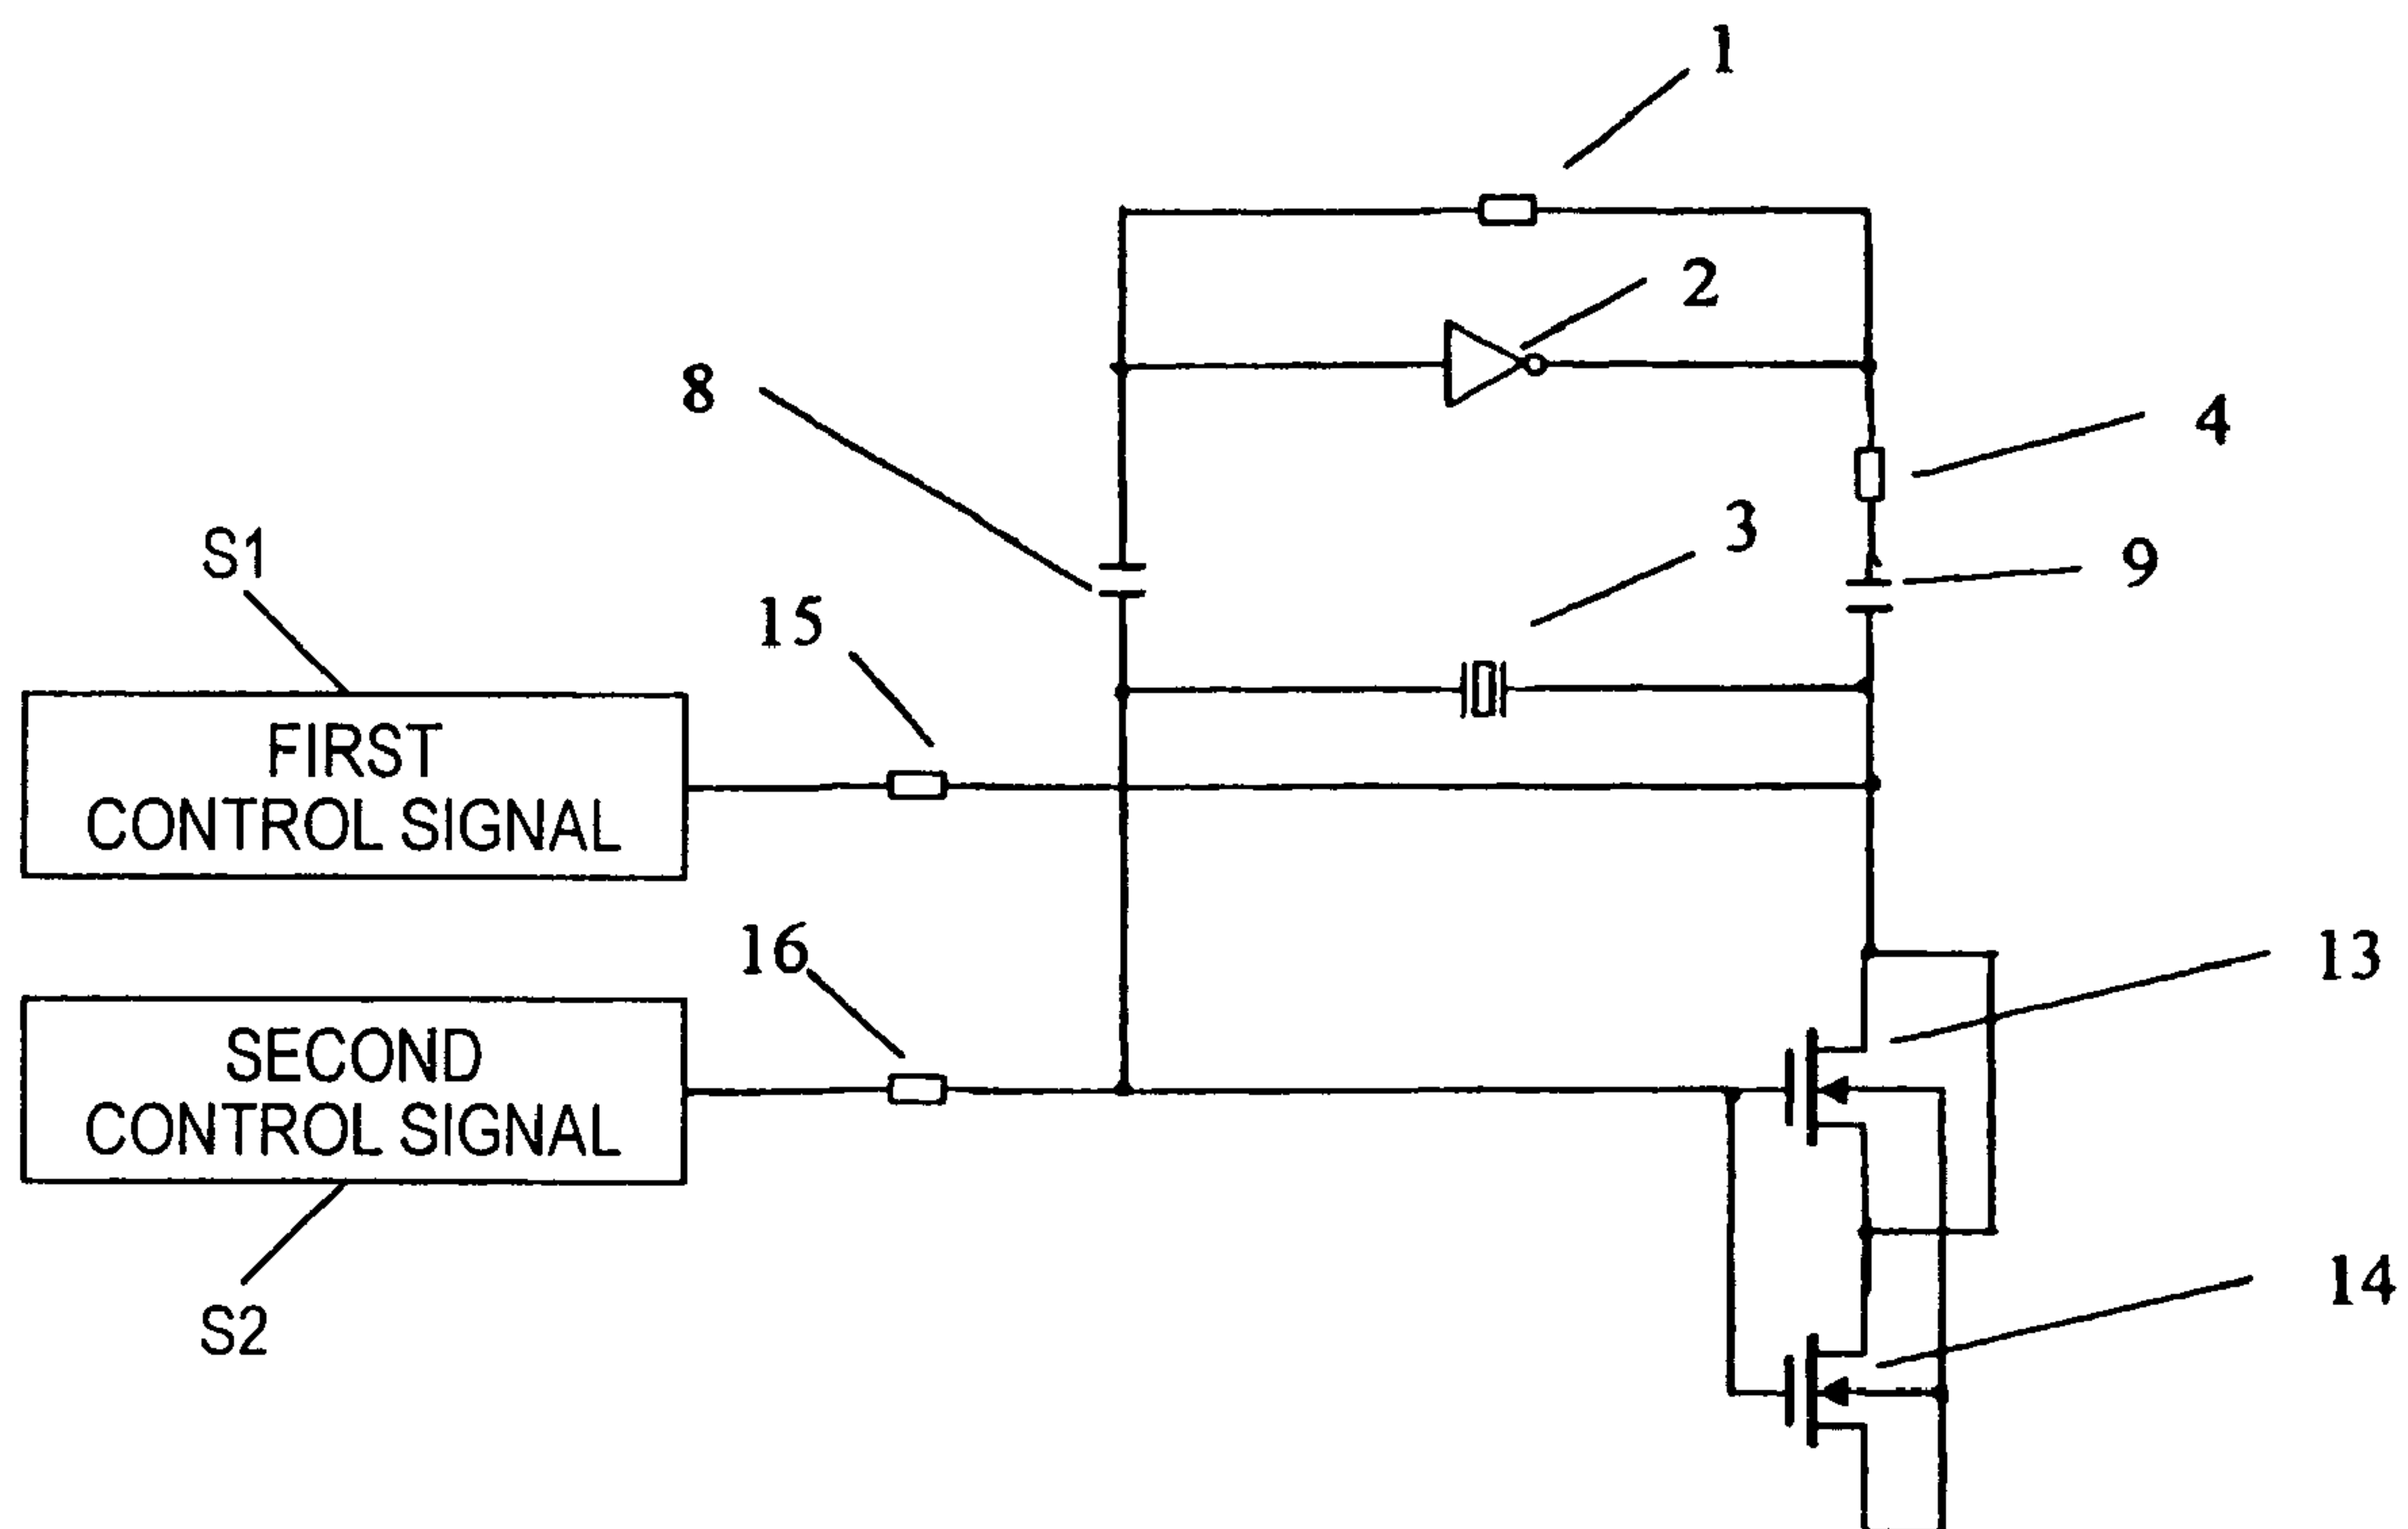 1
2
8
4
3
S1
9
15
FIRST
CONTROL SIGNAL
16
13
SECOND
CONTROL SIGNAL
14
S2